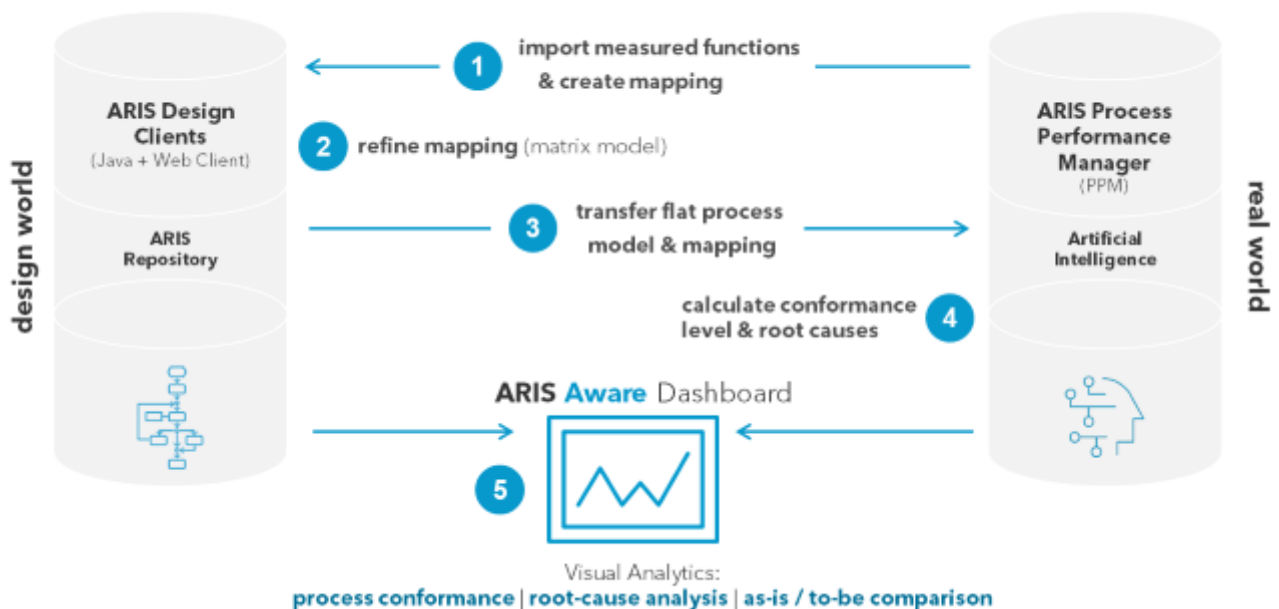 design world
ARIS Design
Clients
(Java + Web Client)
ARIS
Repository
1
import measured functions
& create mapping
2
refine mapping (matrix model)
3
transfer flat process
model & mapping
calculate conformance
level & root causes
4
ARIS Process
Performance
Manager
(PPM)
Artificial
Intelligence
real world
ARIS Aware Dashboard
5
Visual Analytics:
process conformance | root-cause analysis | as-is / to-be comparison